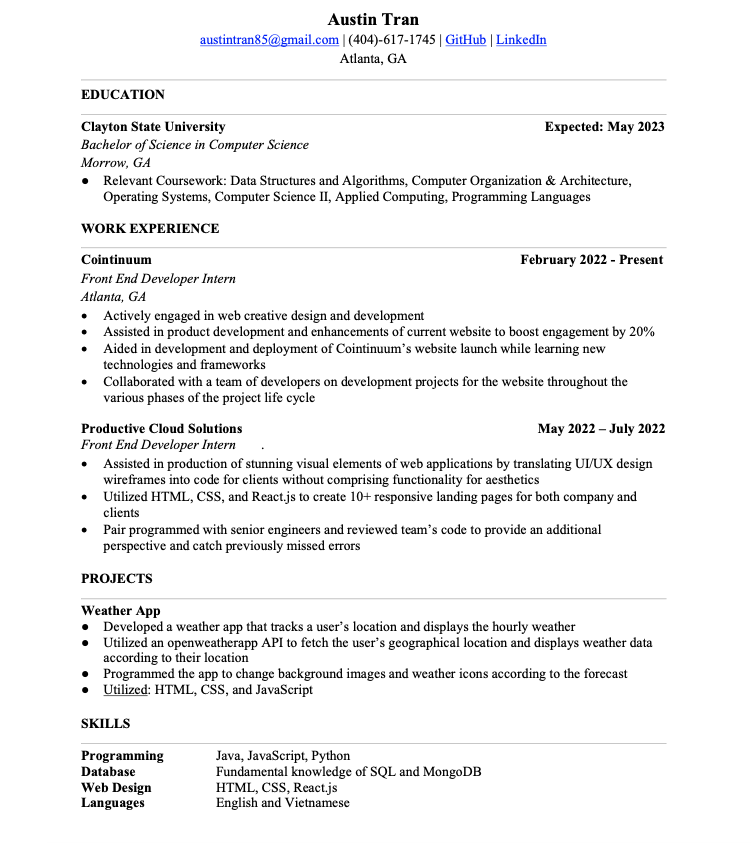 Austin Tran
austintran85@gmail.com | (404)-617-1745 | GitHub | LinkedIn
Atlanta, GA
EDUCATION
Clayton State University Expected: May 2023
Bachelor of Science in Computer Science
Morrow, GA
● Relevant Coursework: Data Structures and Algorithms, Computer Organization & Architecture,
Operating Systems, Computer Science II, Applied Computing, Programming Languages
WORK EXPERIENCE
Cointinuum February 2022 - Present
Front End Developer Intern
Atlanta, GA
• Actively engaged in web creative design and development
• Assisted in product development and enhancements of current website to boost engagement by 20%
• Aided in development and deployment of Cointinuum's website launch while learning new
technologies and frameworks
• Collaborated with a team of developers on development projects for the website throughout the
various phases of the project life cycle
Productive Cloud Solutions May 2022 – July 2022
Front End Developer Intern .
• Assisted in production of stunning visual elements of web applications by translating UI/UX design
wireframes into code for clients without comprising functionality for aesthetics
• Utilized HTML, CSS, and React.js to create 10+ responsive landing pages for both company and
clients
• Pair programmed with senior engineers and reviewed team's code to provide an additional
perspective and catch previously missed errors
PROJECTS
Weather App
● Developed a weather app that tracks a user's location and displays the hourly weather
● Utilized an openweatherapp API to fetch the user's geographical location and displays weather data
according to their location
● Programmed the app to change background images and weather icons according to the forecast
● Utilized: HTML, CSS, and JavaScript
SKILLS
Programming Java, JavaScript, Python
Database Fundamental knowledge of SQL and MongoDB
Web Design HTML, CSS, React.js
Languages English and Vietnamese